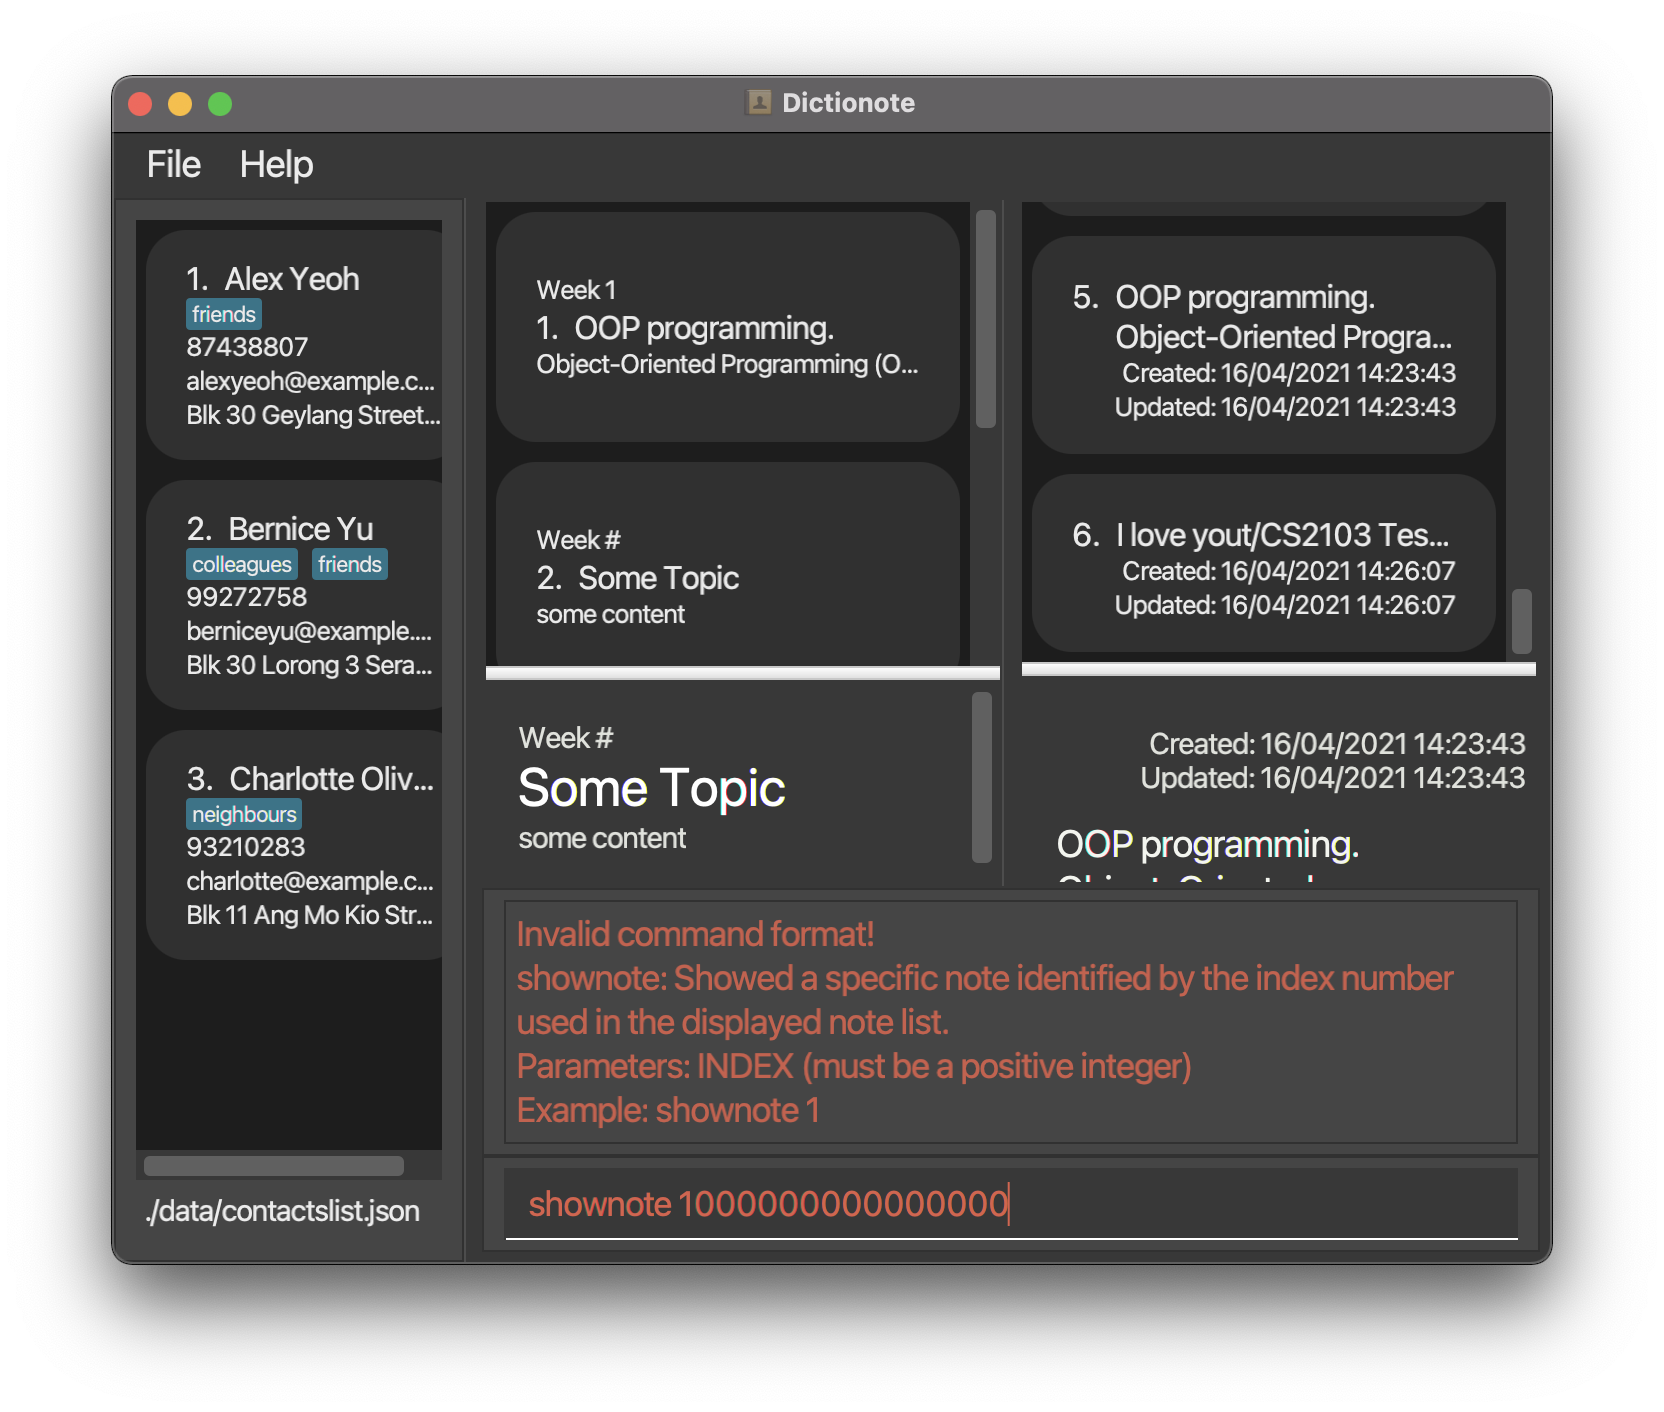 Dictionote
File Help
1. Alex Yeoh
friends
87438807
alexyeoh@example.c...
Blk 30 Geylang Street...
2. Bernice Yu
colleagues friends
99272758
berniceyu@example....
Blk 30 Lorong 3 Sera...
3. Charlotte Oliv...
neighbours
93210283
charlotte@example.c...
Blk 11 Ang Mo Kio Str...
./data/contactslist.json
Week 1
1. OOP programming.
Object-Oriented Programming (O...
Week #
2. Some Topic
some content
Week #
Some Topic
some content
5. OOP programming.
Object-Oriented Progra...
Created: 16/04/2021 14:23:43
Updated: 16/04/2021 14:23:43
6. I love yout/CS2103 Tes...
Created: 16/04/2021 14:26:07
Updated: 16/04/2021 14:26:07
Created: 16/04/2021 14:23:43
Updated: 16/04/2021 14:23:43
OOP programming.
Invalid command format!
shownote: Showed a specific note identified by the index number
used in the displayed note list.
Parameters: INDEX (must be a positive integer)
Example: shownote 1
shownote 1000000000000000